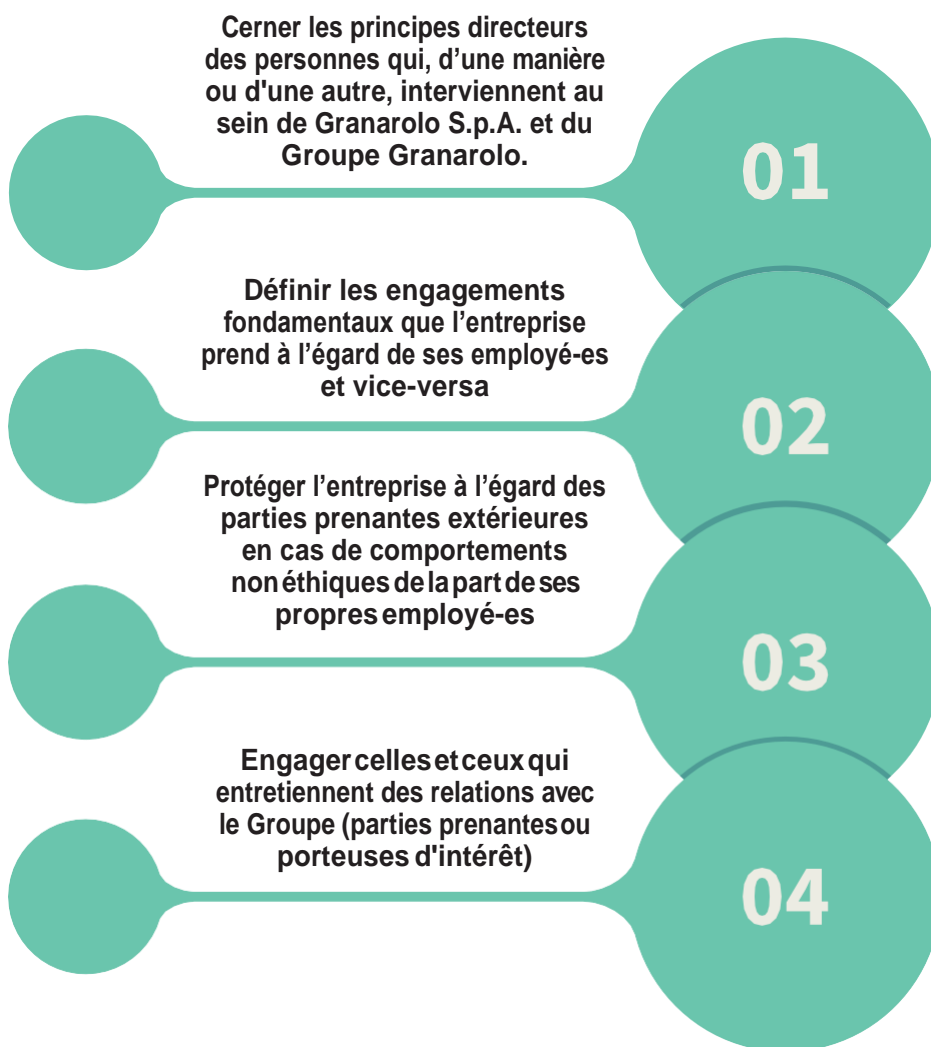 Cerner les principes directeurs
des personnes qui, d’une manière
ou d'une autre, interviennent au
sein de Granarolo S.p.A. et du
Groupe Granarolo.
01
Définir les engagements
fondamentaux que l’entreprise
prend à l’égard de ses employé-es
et vice-versa
02
Protéger l’entreprise à l’égard des
parties prenantes extérieures
en cas de comportements
non éthiques de la part de ses
propres employé-es
03
Engager celles et ceux qui
entretiennent des relations avec
le Groupe (parties prenantes ou
porteuses d'intérêt)
04